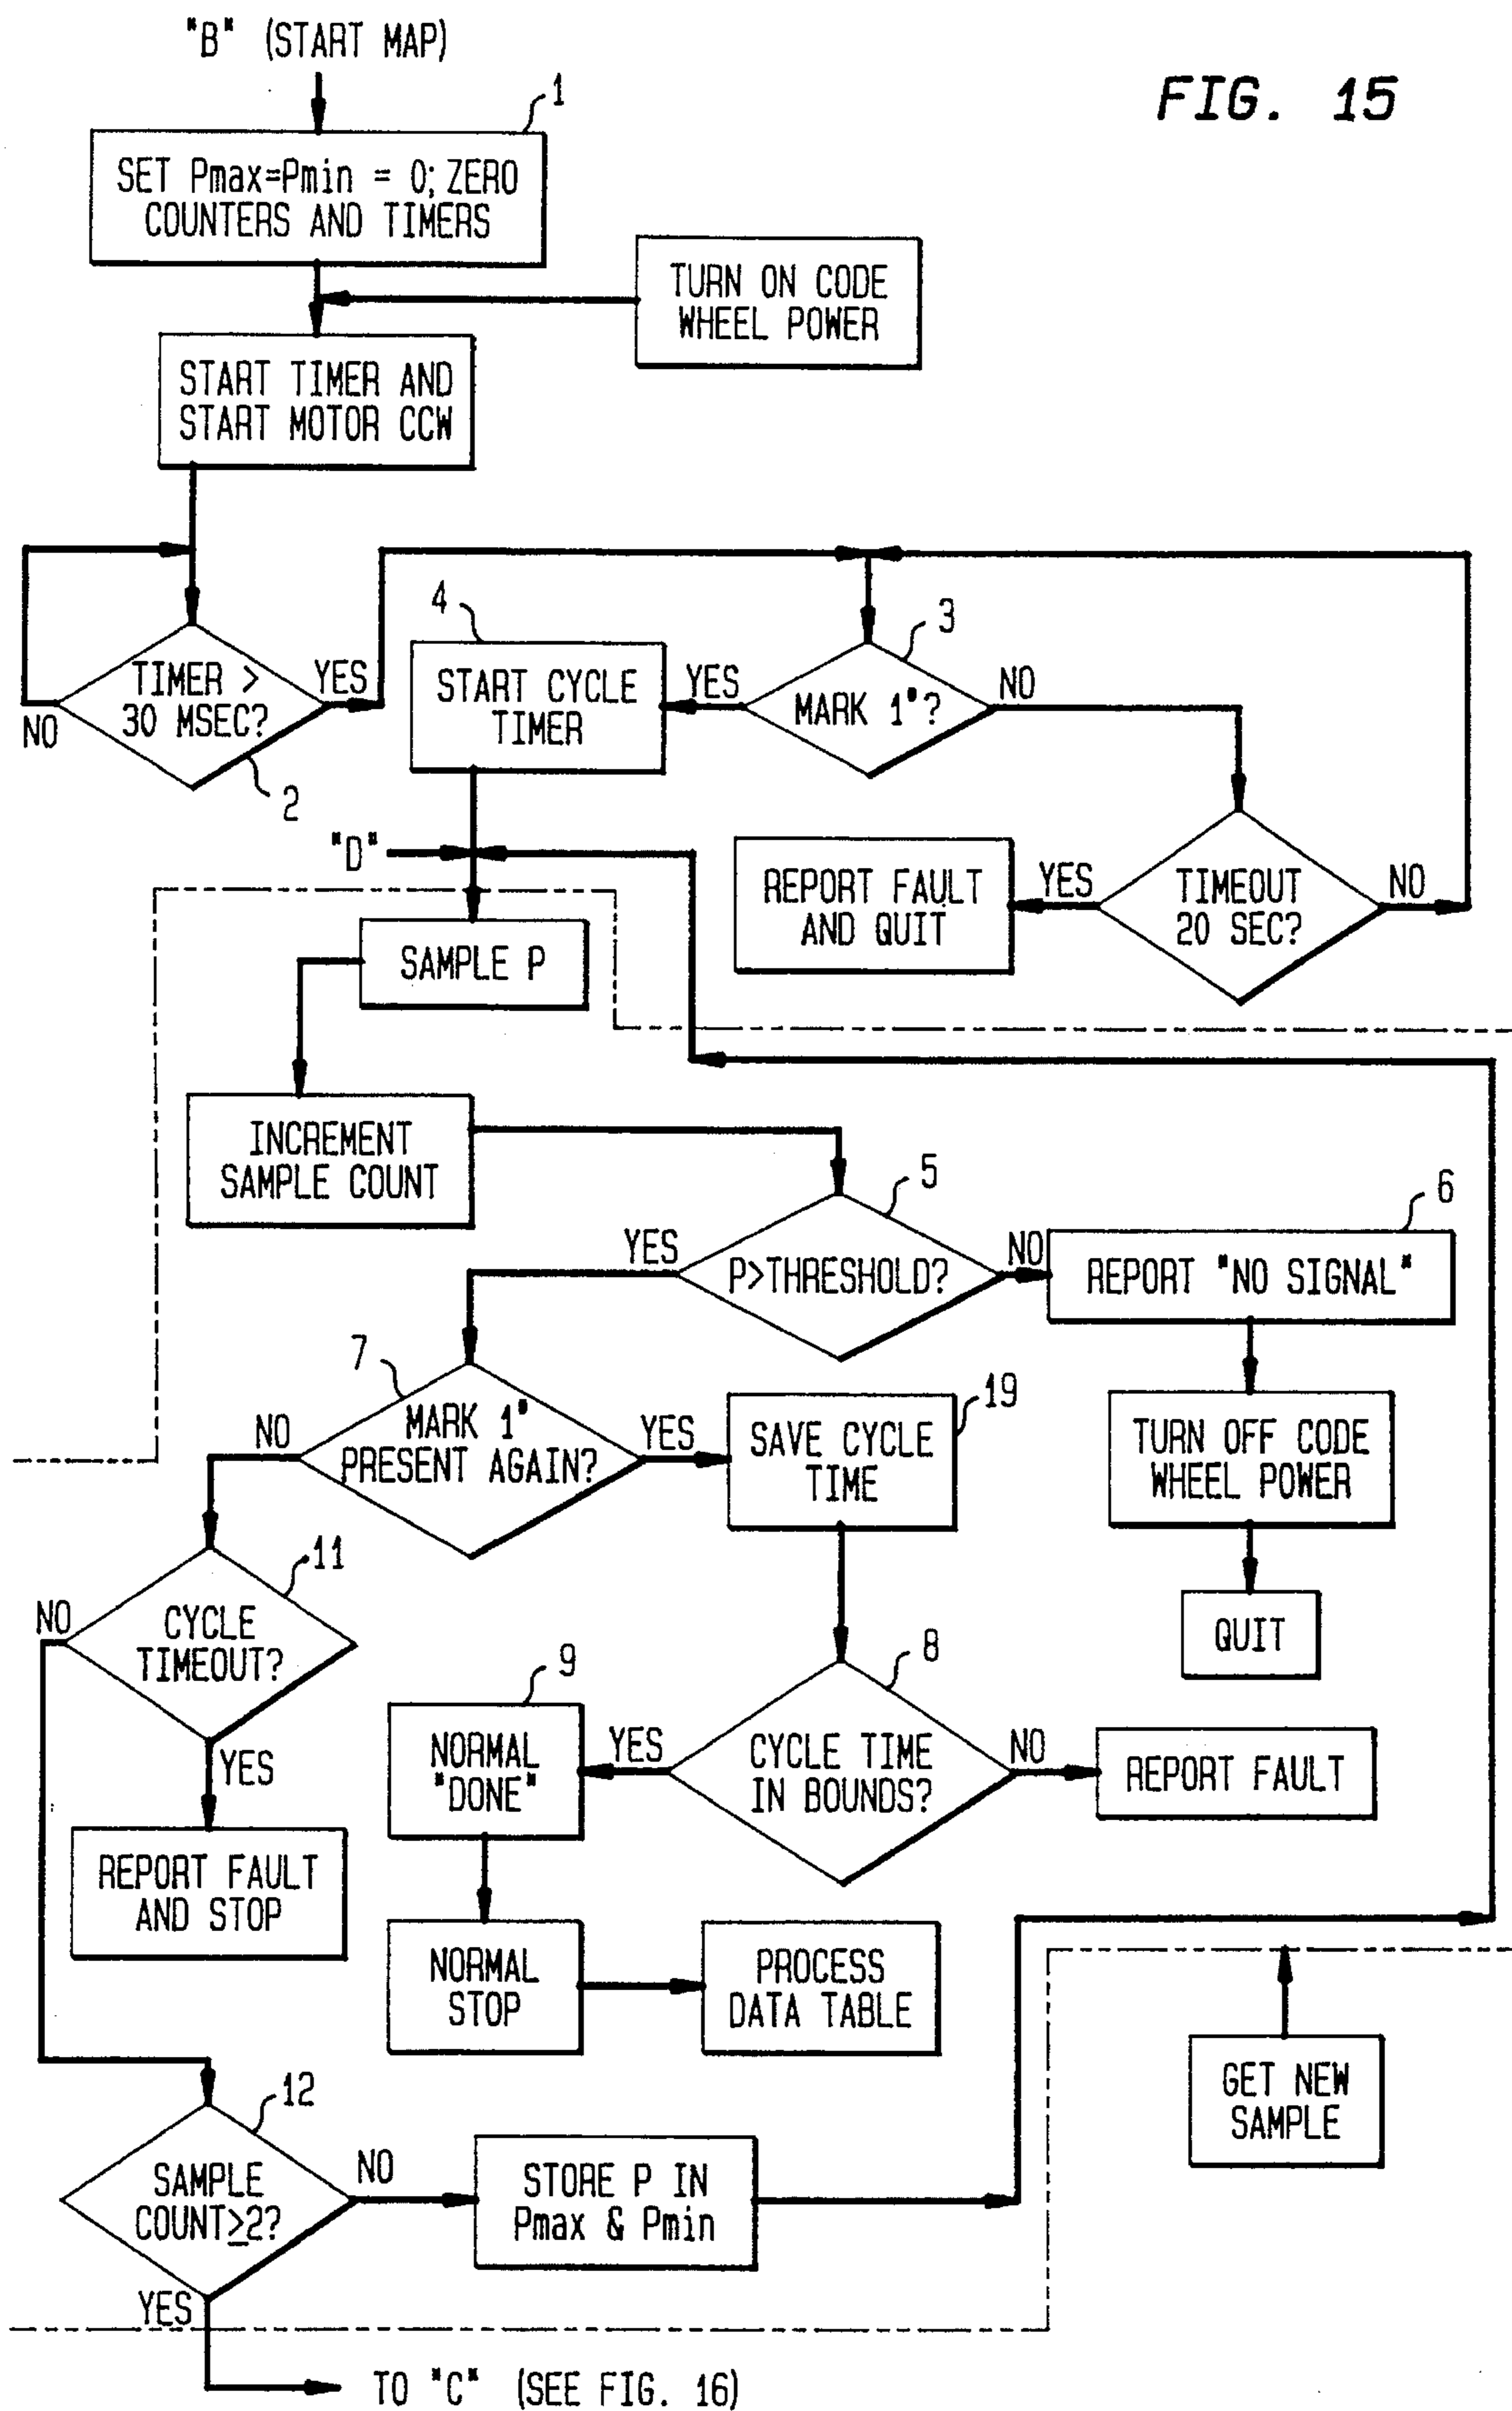 "B" (START MAP)
FIG. 15
1
SET Pmax=Pmin = 0; ZERO
COUNTERS AND TIMERS
TURN ON CODE
WHEEL POWER
START TIMER AND
START MOTOR CCW
TIMER >
30 MSEC?
YES
NO
2
4
START CYCLE
TIMER
YES
3
MARK 1"?
NO
"D"
REPORT FAULT
AND QUIT
YES
TIMEOUT
20 SEC?
NO
SAMPLE P
INCREMENT
SAMPLE COUNT
5
YES
P>THRESHOLD?
NO
6
REPORT "NO SIGNAL"
7
NO
MARK 1"
PRESENT AGAIN?
YES
19
SAVE CYCLE
TIME
TURN OFF CODE
WHEEL POWER
QUIT
11
NO
CYCLE
TIMEOUT?
YES
REPORT FAULT
AND STOP
9
NORMAL
"DONE"
YES
8
CYCLE TIME
IN BOUNDS?
NO
REPORT FAULT
NORMAL
STOP
PROCESS
DATA TABLE
GET NEW
SAMPLE
12
SAMPLE
COUNT≥2?
NO
YES
STORE P IN
Pmax & Pmin
TO "C" (SEE FIG. 16)